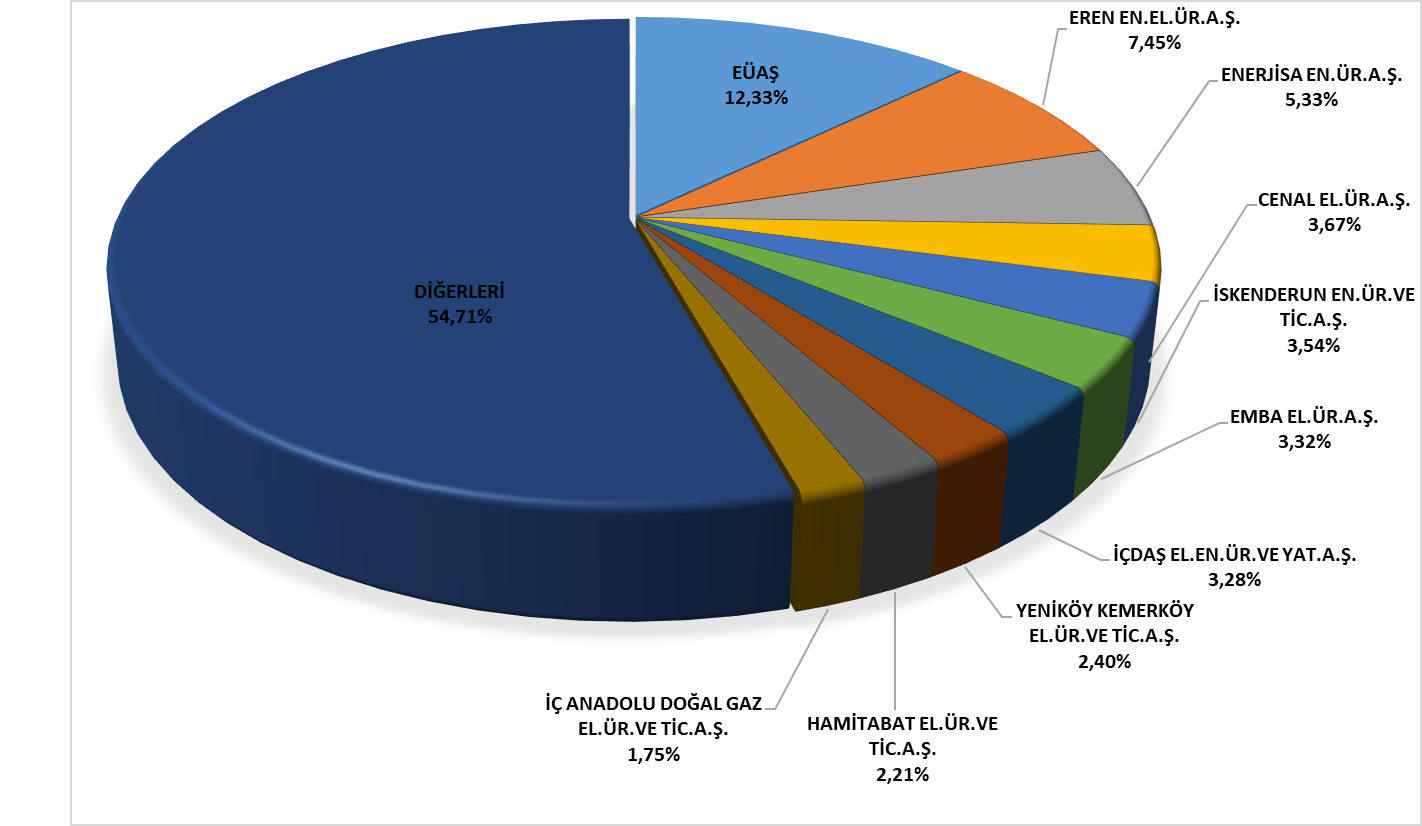 EÜAŞ
12,33%
EREN EN.EL.ÜR.A.Ş.
7,45%
ENERJİSA EN.ÜR.A.Ş.
5,33%
CENAL EL.ÜR.A.Ş.
3,67%
İSKENDERUN EN.ÜR.VE
TİC.A.Ş.
3,54%
EMBA EL.ÜR.A.Ş.
3,32%
İÇDAŞ EL.EN.ÜR.VE YAT.A.Ş.
3,28%
YENİKÖY KEMERKÖY
EL.ÜR.VE TİC.A.Ş.
2,40%
HAMİTABAT EL.ÜR.VE
TİC.A.Ş.
2,21%
İÇ ANADOLU DOĞAL GAZ
EL.ÜR.VE TİC.A.Ş.
1,75%
DİĞERLERİ
54,71%